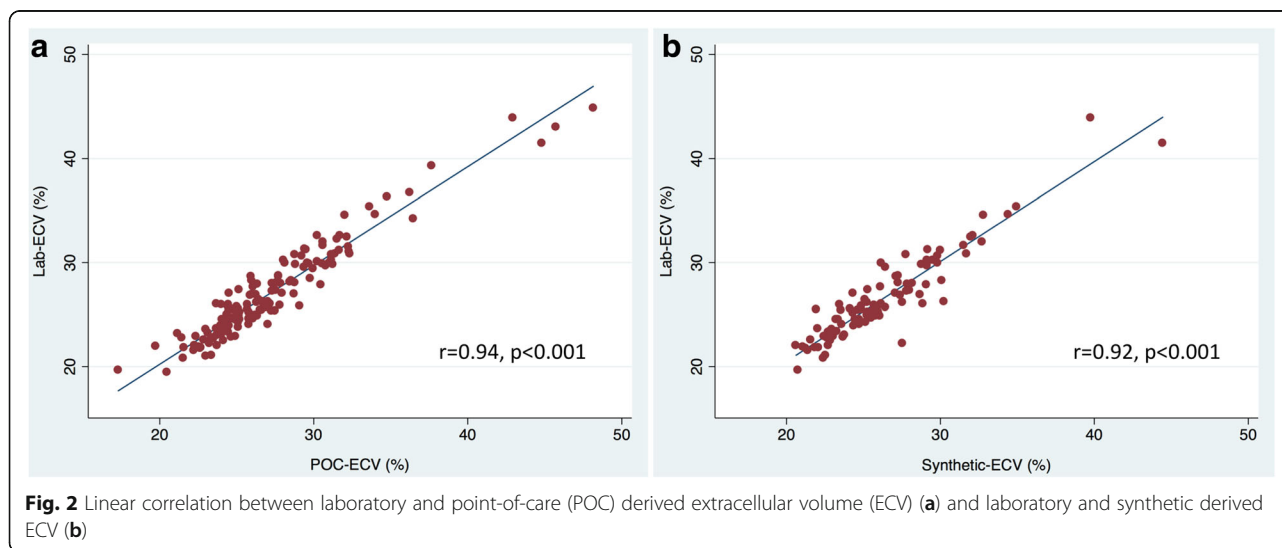 a
50
40
30
20
Lab-ECV (%)
r=0.94, p<0.001
20 30 40 50
POC-ECV (%)
b
50
40
30
20
Lab-ECV (%)
r=0.92, p<0.001
20 30 40 50
Synthetic-ECV (%)
Fig. 2 Linear correlation between laboratory and point-of-care (POC) derived extracellular volume (ECV) (a) and laboratory and synthetic derived
ECV (b)